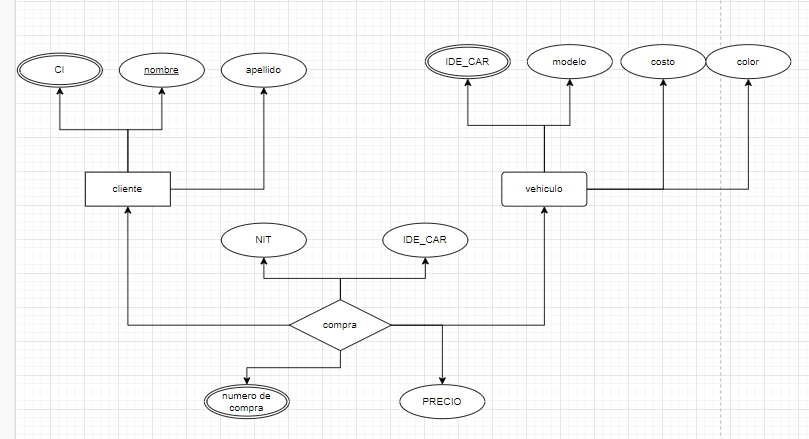 CI
nombre
apellido
IDE_CAR
modelo
costo
color
cliente
vehiculo
NIT
IDE_CAR
compra
numero de
compra
PRECIO